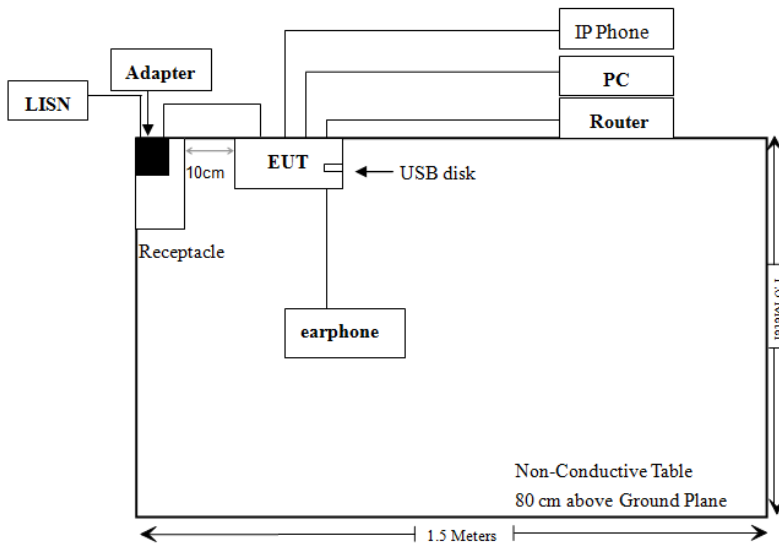 IP Phone
Adapter
PC
LISN
Router
EUT
10cm
USB disk
Receptacle
earphone
Non-Conductive Table
80 cm above Ground Plane
1.5 Meters